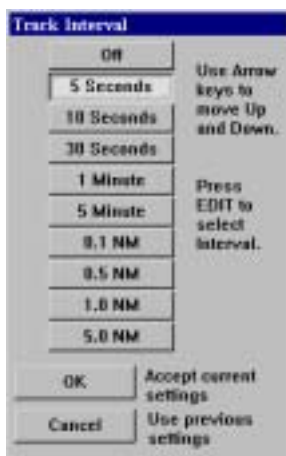 Track Interval
Off
5 Seconds
10 Seconds
30 Seconds
1 Minute
5 Minute
0.1 NM
0.5 NM
1.0 NM
5.0 NM
Use Arrow
keys to
move Up
and Down.
Press
EDIT to
select
Interval.
OK
Accept current
settings
Cancel
Use previous
settings